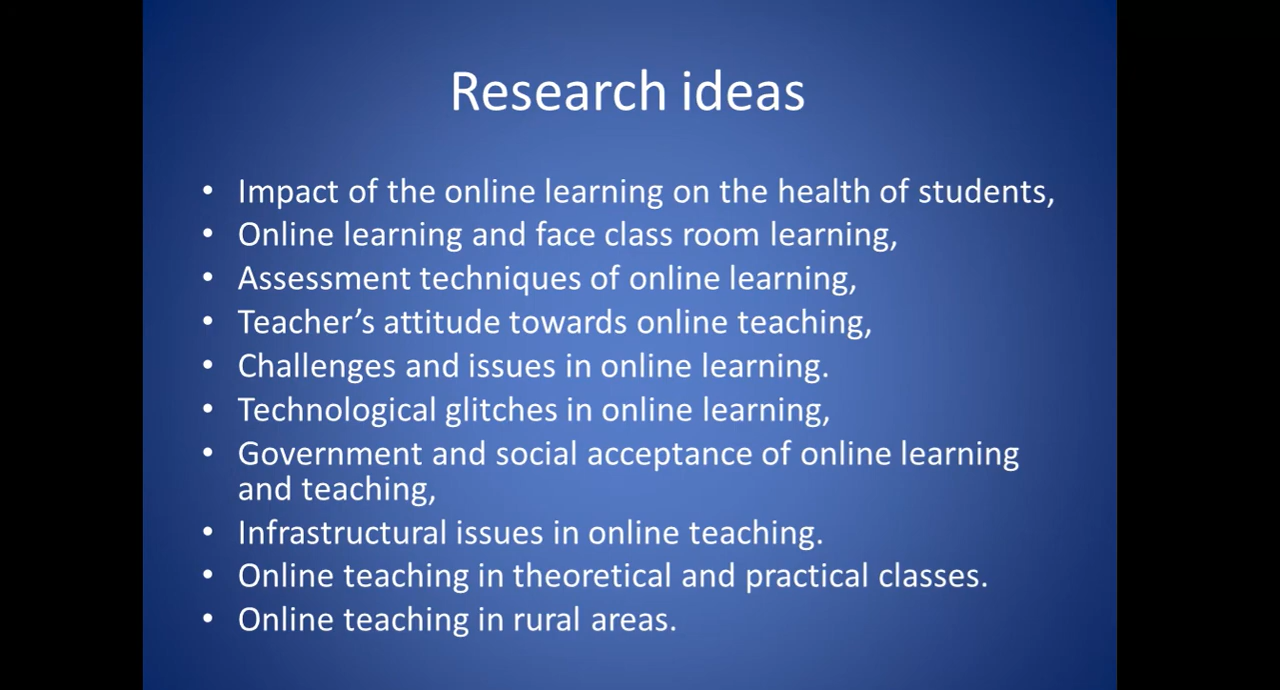 Research ideas
• Impact of the online learning on the health of students,
• Online learning and face class room learning,
• Assessment techniques of online learning,
• Teacher’s attitude towards online teaching,
• Challenges and issues in online learning.
• Technological glitches in online learning,
• Government and social acceptance of online learning
and teaching,
• Infrastructural issues in online teaching.
• Online teaching in theoretical and practical classes.
• Online teaching in rural areas.